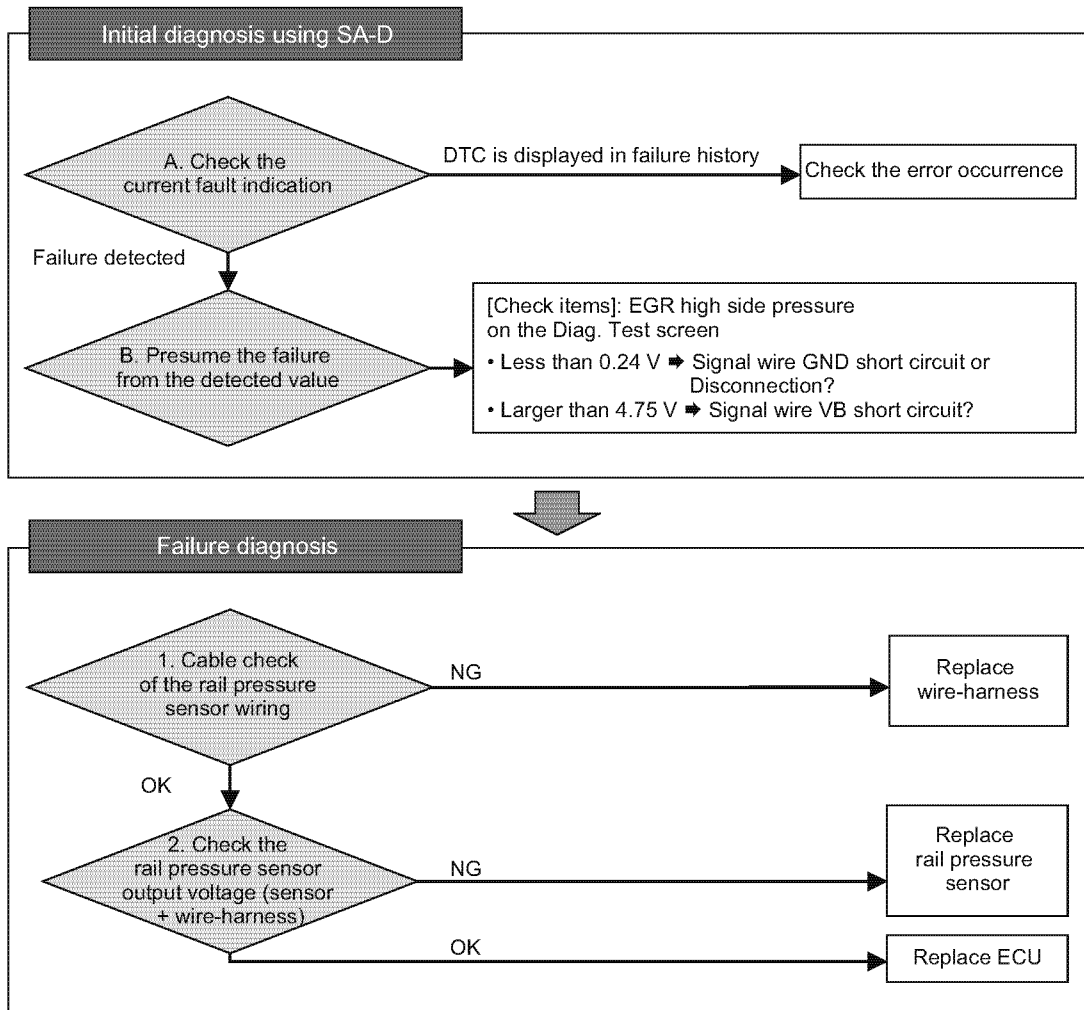 Initial diagnosis using SA-D
A. Check the
current fault indication
DTC is displayed in failure history
Check the error occurrence
Failure detected
B. Presume the failure
from the detected value
[Check items]: EGR high side pressure
on the Diag. Test screen
• Less than 0.24 V ➡ Signal wire GND short circuit or
Disconnection?
• Larger than 4.75 V ➡ Signal wire VB short circuit?
Failure diagnosis
1. Cable check
of the rail pressure
sensor wiring
NG
Replace
wire-harness
OK
2. Check the
rail pressure sensor
output voltage (sensor
+ wire-harness)
NG
Replace
rail pressure
sensor
OK
Replace ECU